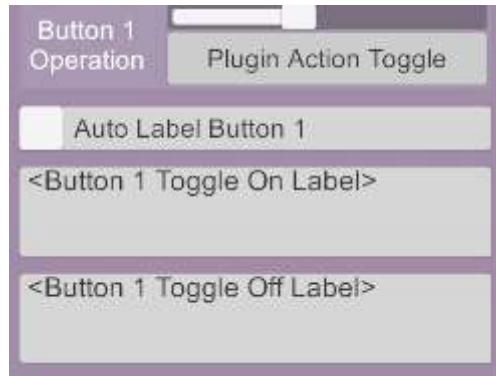 Button 1
Operation
Plugin Action Toggle
Auto Label Button 1
<Button 1 Toggle On Label>
<Button 1 Toggle Off Label>